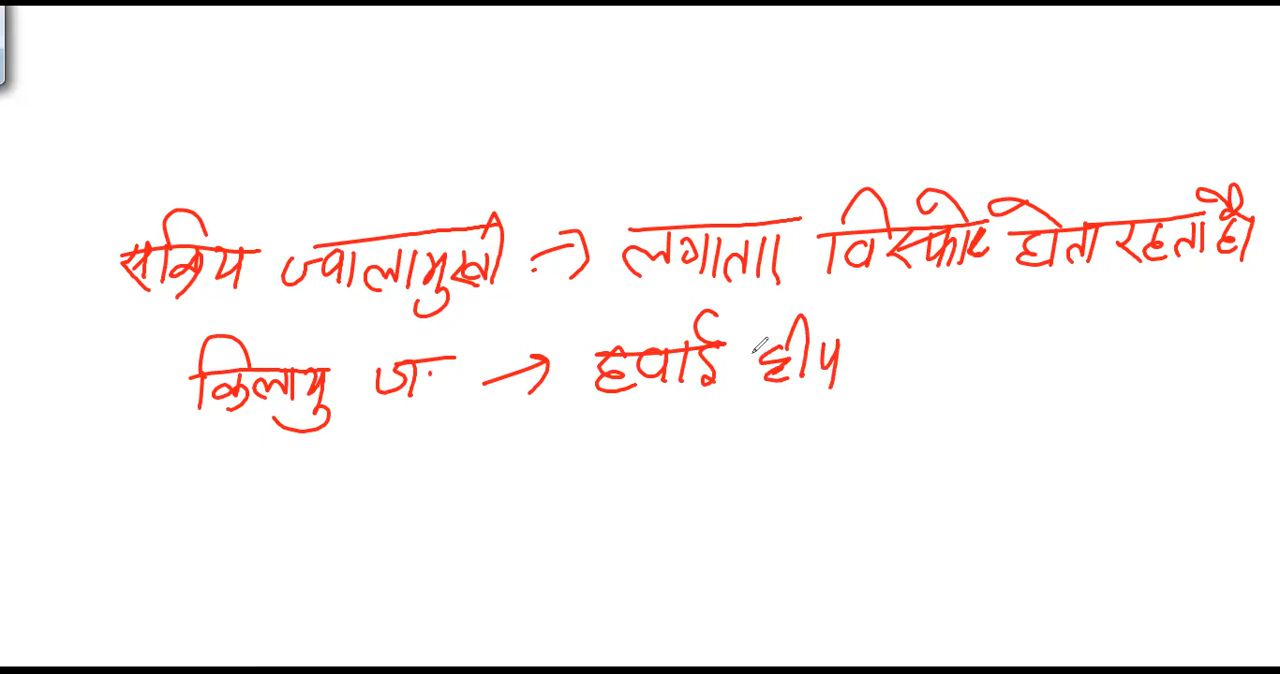 सक्रिय ज्वालामुखी :→ लगातार विस्फोट होता रहता है।
किलायु ज. → हवाई द्वीप